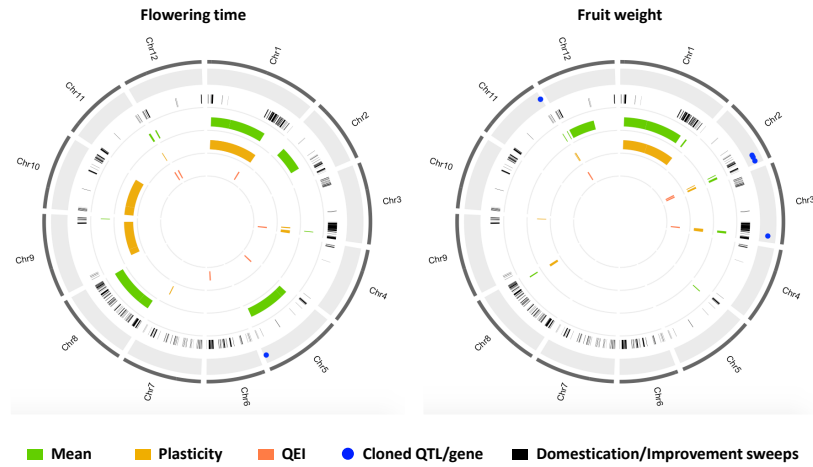 Flowering time
Fruit weight
Chr1
Chr2
Chr3
Chr4
Chr5
Chr6
Chr7
Chr8
Chr9
Chr10
Chr11
Chr12
Chr1
Chr2
Chr3
Chr4
Chr5
Chr6
Chr7
Chr8
Chr9
Chr10
Chr11
Chr12
Mean
Plasticity
QEI
Cloned QTL/gene
Domestication/Improvement sweeps